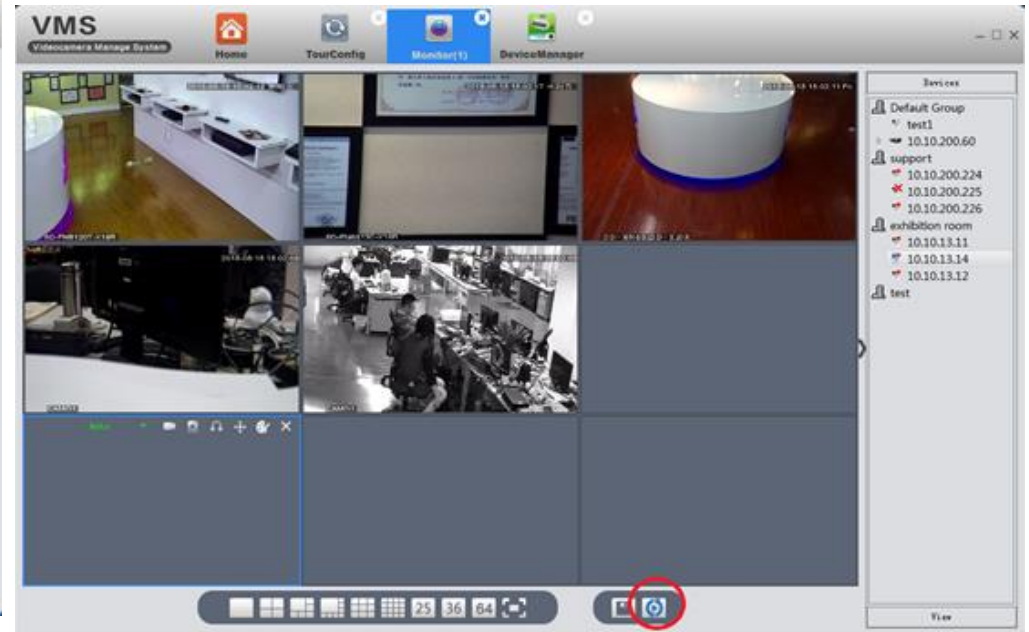 VMS
Videocamera Manage System
Home
TourConfig
Monitor(1)
DeviceManager
Devices
Default Group
test1
10.10.200.60
support
10.10.200.224
10.10.200.225
10.10.200.226
exhibition room
10.10.13.11
10.10.13.14
10.10.13.12
test
25 36 64
View